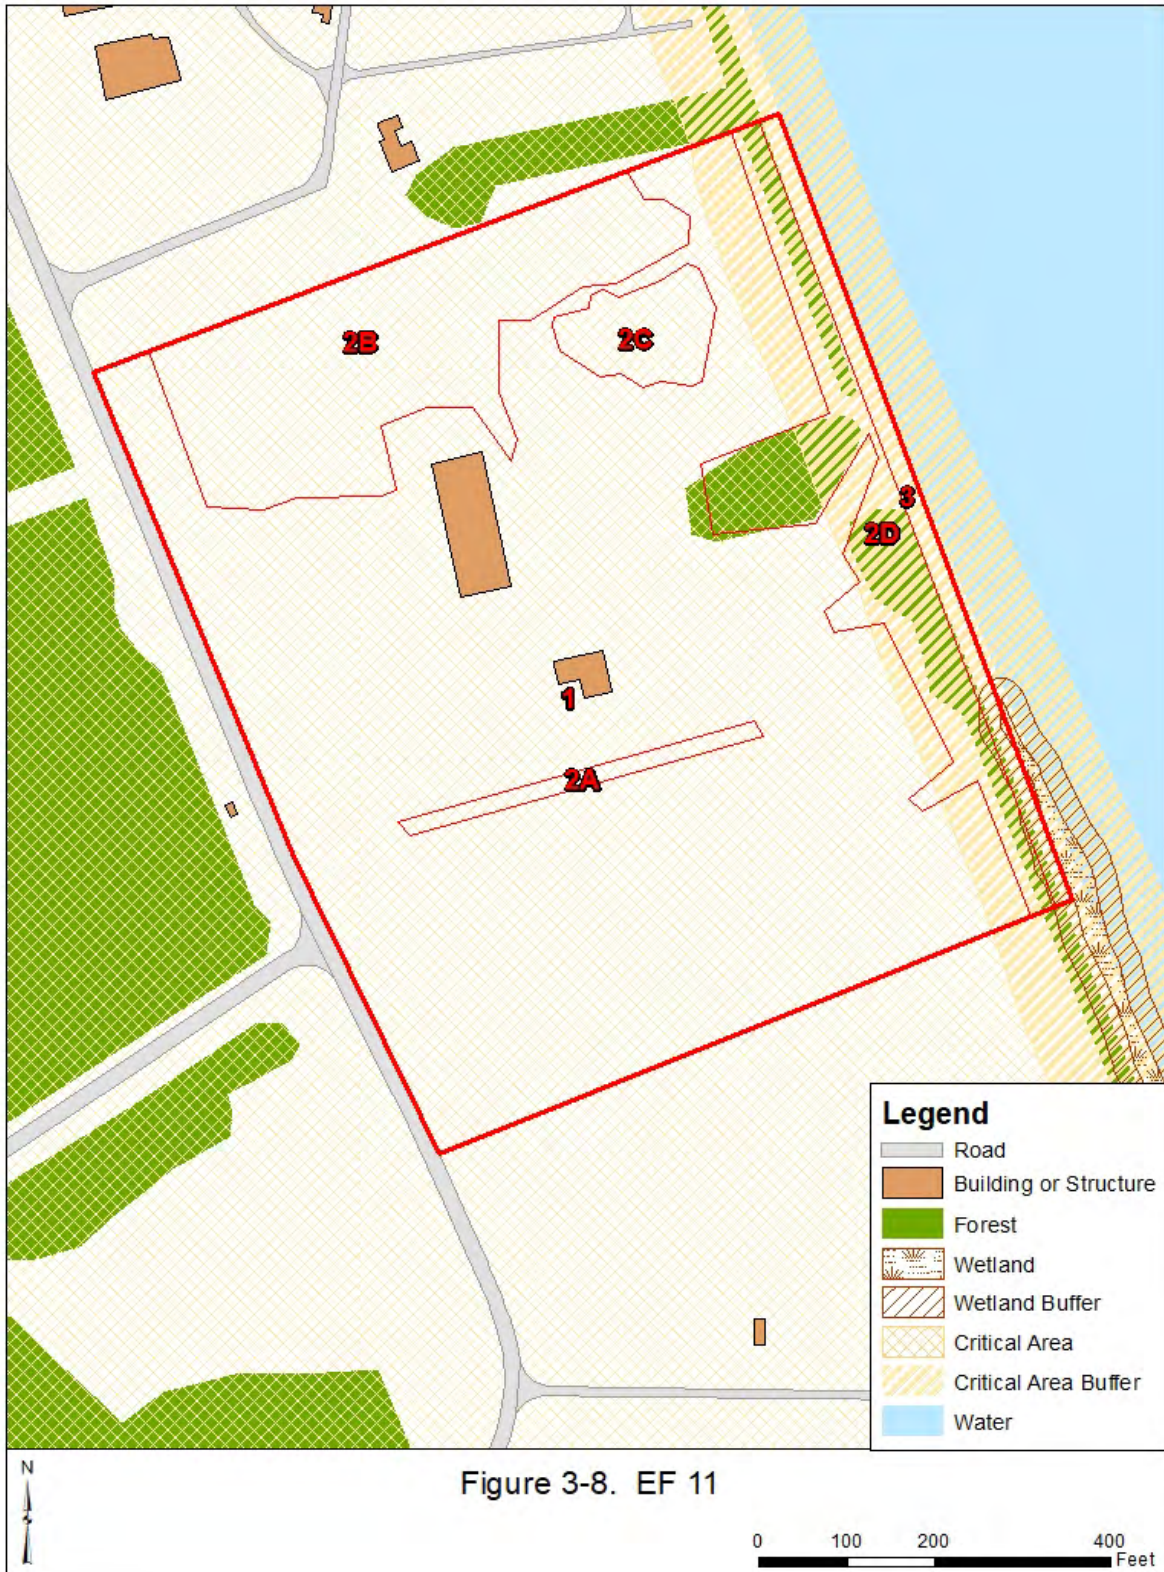 2B
2C
3
2D
1
2A
Legend
Road
Building or Structure
Forest
Wetland
Wetland Buffer
Critical Area
Critical Area Buffer
Water
N
Figure 3-8. EF 11
0 100 200 400
Feet